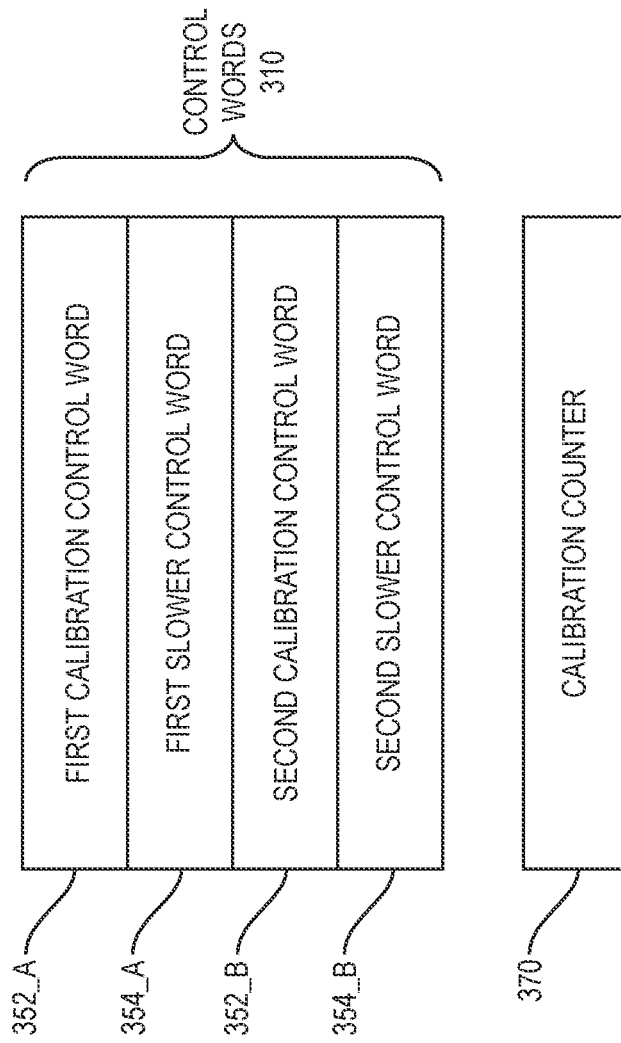 352_A
FIRST CALIBRATION CONTROL WORD
354_A
FIRST SLOWER CONTROL WORD
352_B
SECOND CALIBRATION CONTROL WORD
354_B
SECOND SLOWER CONTROL WORD
CONTROL
WORDS
310
370
CALIBRATION COUNTER